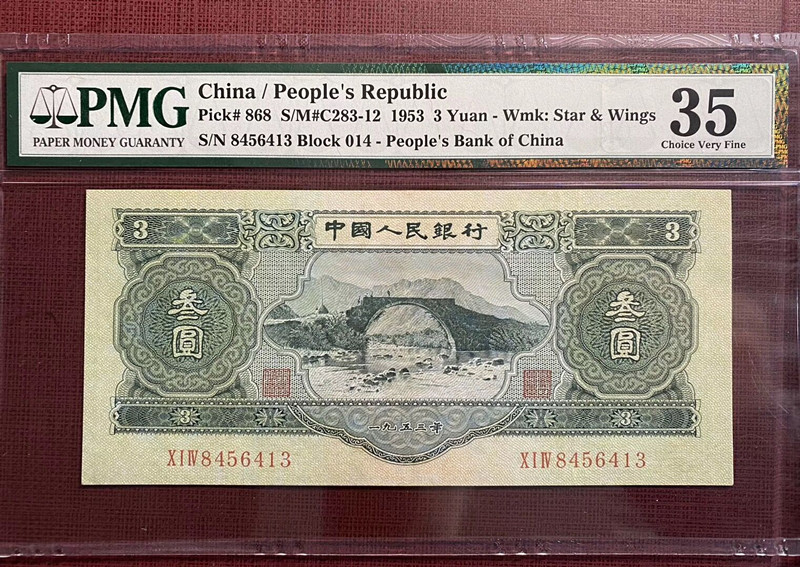 PMG
PAPER MONEY GUARANTY
China / People's Republic
Pick# 868 S/M#C283-12 1953 3 Yuan - Wmk: Star & Wings
S/N 8456413 Block 014 - People's Bank of China
35
Choice Very Fine
3
中國人民銀行
3
叁圓
叁圓
3
一九五三年
3
XIⅣ8456413
XIⅣ8456413